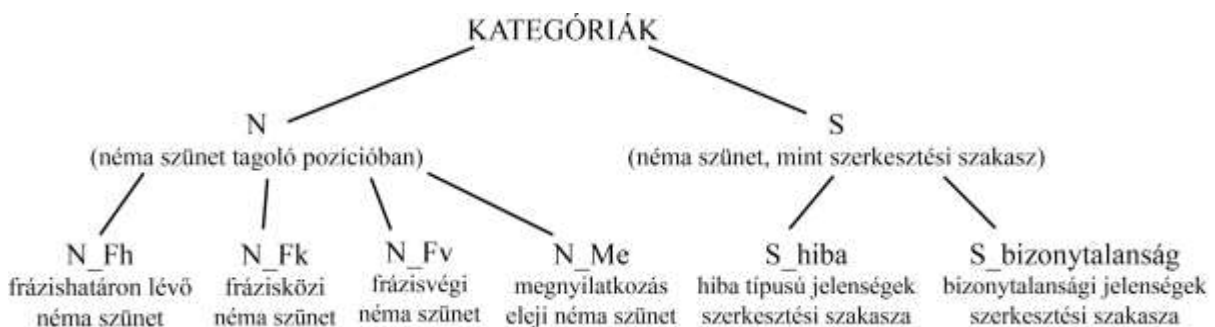 KATEGÓRIÁK
N
(néma szünet tagoló pozícióban)
S
(néma szünet, mint szerkesztési szakasz)
N_Fh
frázishatáron lévő
néma szünet
N_Fk
frázisközi
néma szünet
N_Fv
frázisvégi
néma szünet
N_Me
megnyilatkozás
eleji néma szünet
S_hiba
hiba típusú jelenségek
szerkesztési szakasza
S_bizonytalanság
bizonytalansági jelenségek
szerkesztési szakasza